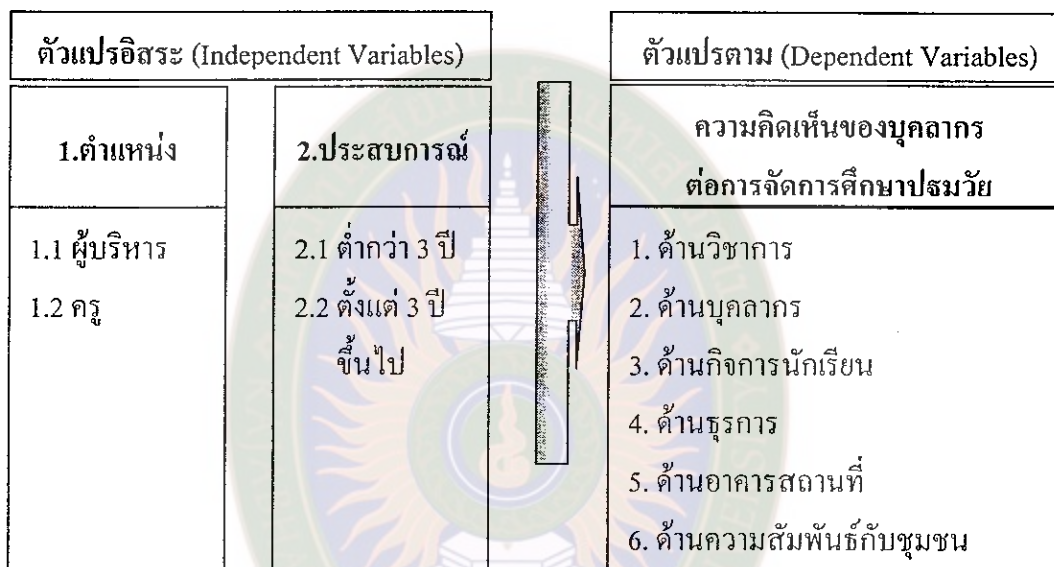 ตัวแปรอิสระ (Independent Variables)
1.ตำแหน่ง
1.1 ผู้บริหาร
1.2 ครู
2.ประสบการณ์
2.1 ต่ำกว่า 3 ปี
2.2 ตั้งแต่ 3 ปี
ขึ้นไป
ตัวแปรตาม (Dependent Variables)
ความคิดเห็นของบุคลากร
ต่อการจัดการศึกษาปฐมวัย
1. ด้านวิชาการ
2. ด้านบุคลากร
3. ด้านกิจการนักเรียน
4. ด้านธุรการ
5. ด้านอาคารสถานที่
6. ด้านความสัมพันธ์กับชุมชน